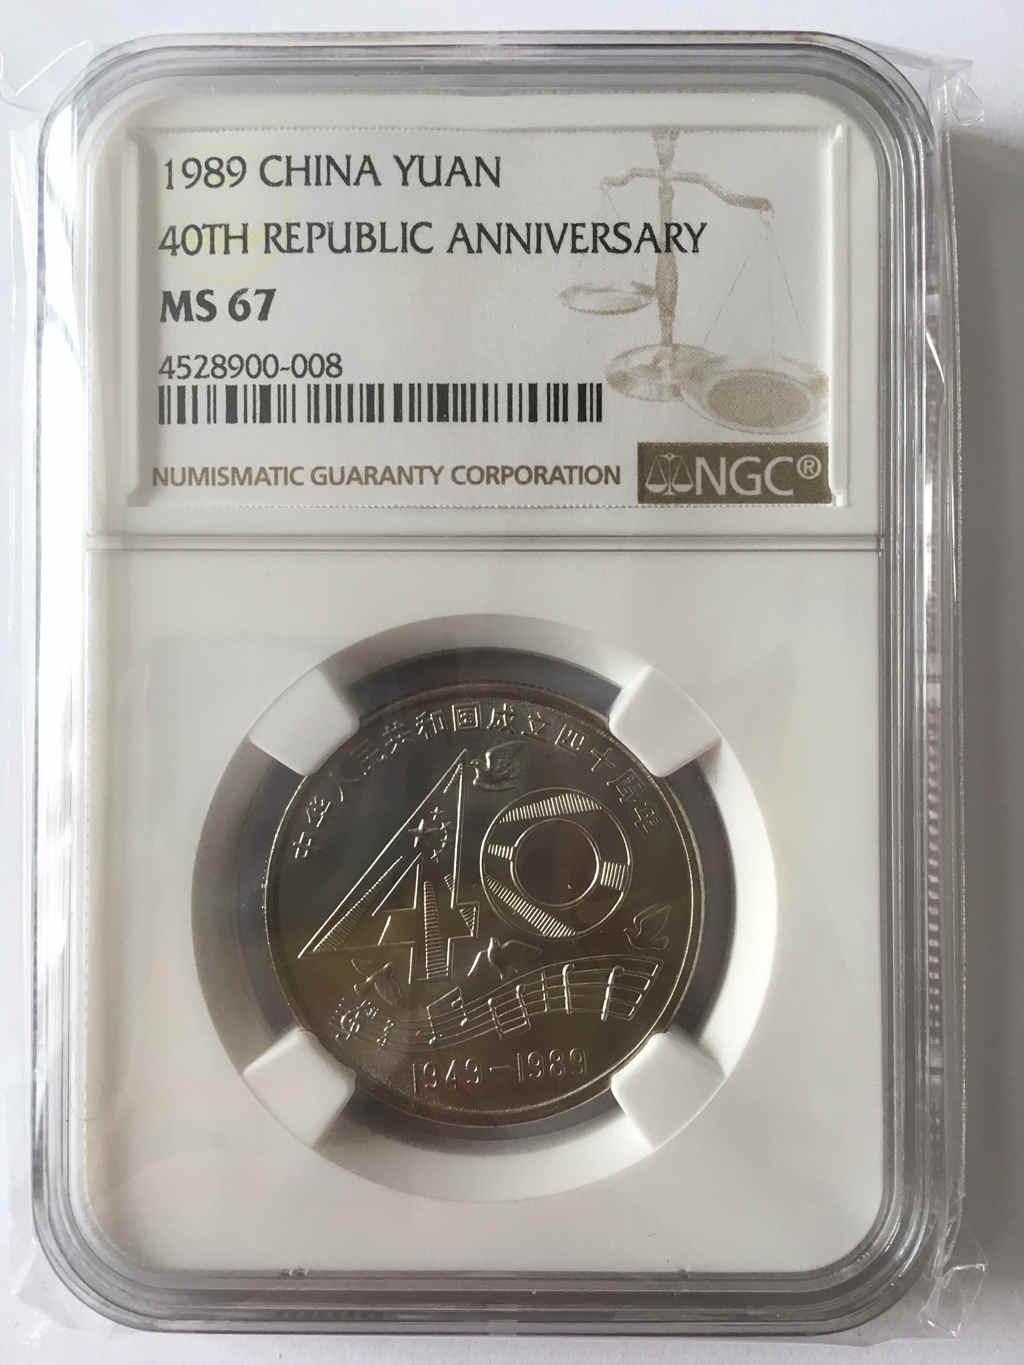 1989 CHINA YUAN
40TH REPUBLIC ANNIVERSARY
MS 67
4528900-008
NUMISMATIC GUARANTY CORPORATION
NGC®
中华人民共和国成立四十周年
40
1949-1989